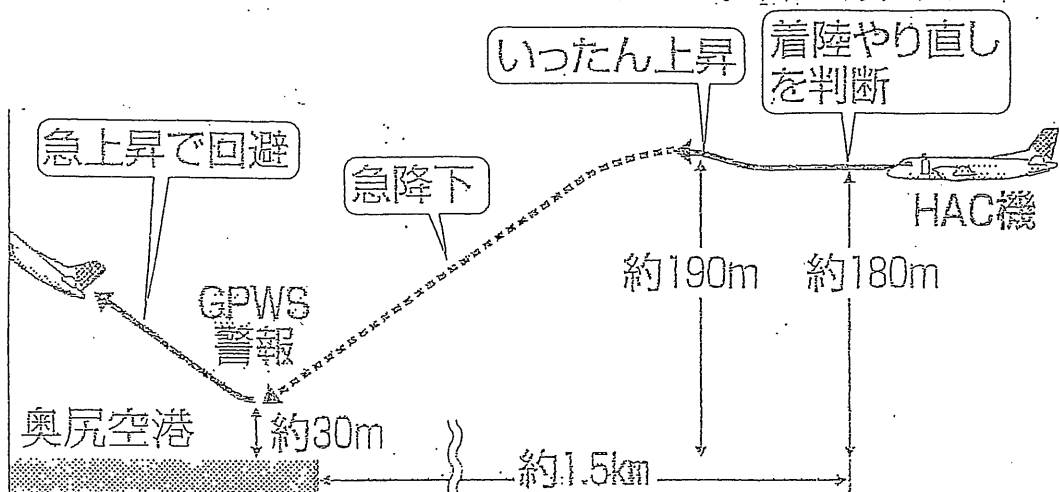 着陸やり直し
を判断
いったん上昇
急上昇で回避
急降下
HAC機
約190m
約180m
GPWS
警報
奥尻空港
約30m
約1.5km